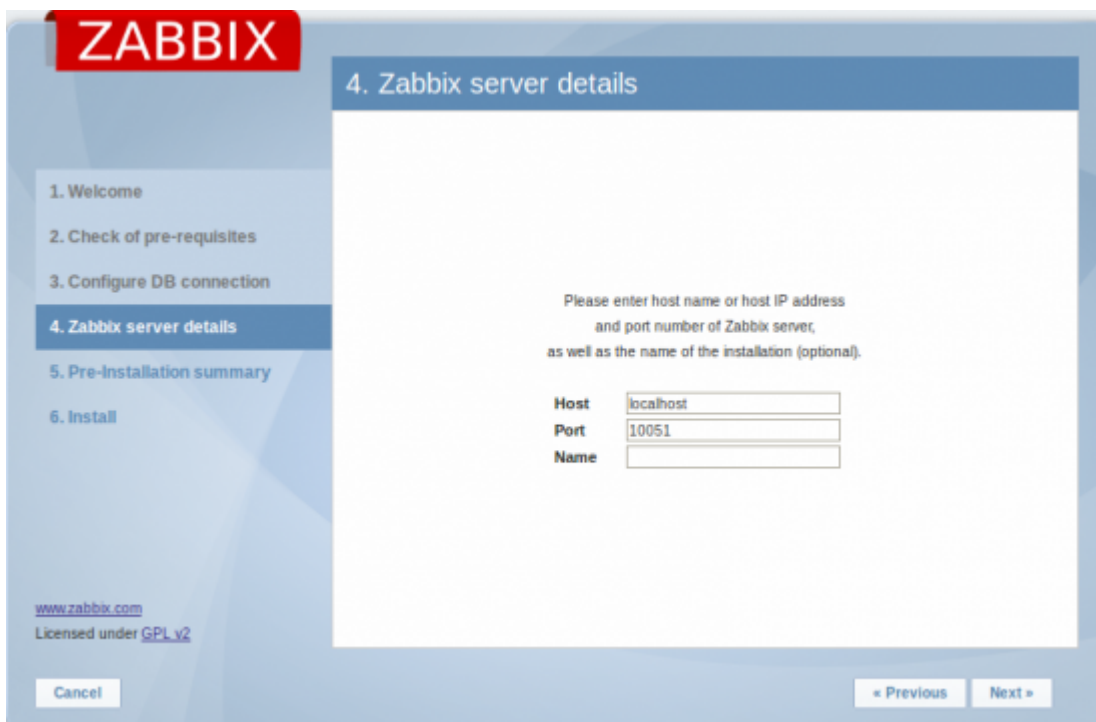 ZABBIX
4. Zabbix server details
1. Welcome
2. Check of pre-requisites
3. Configure DB connection
4. Zabbix server details
5. Pre-Installation summary
6. Install
Please enter host name or host IP address
and port number of Zabbix server,
as well as the name of the installation (optional).
Host localhost
Port 10051
Name
www.zabbix.com
Licensed under GPL v2
Cancel
« Previous
Next »